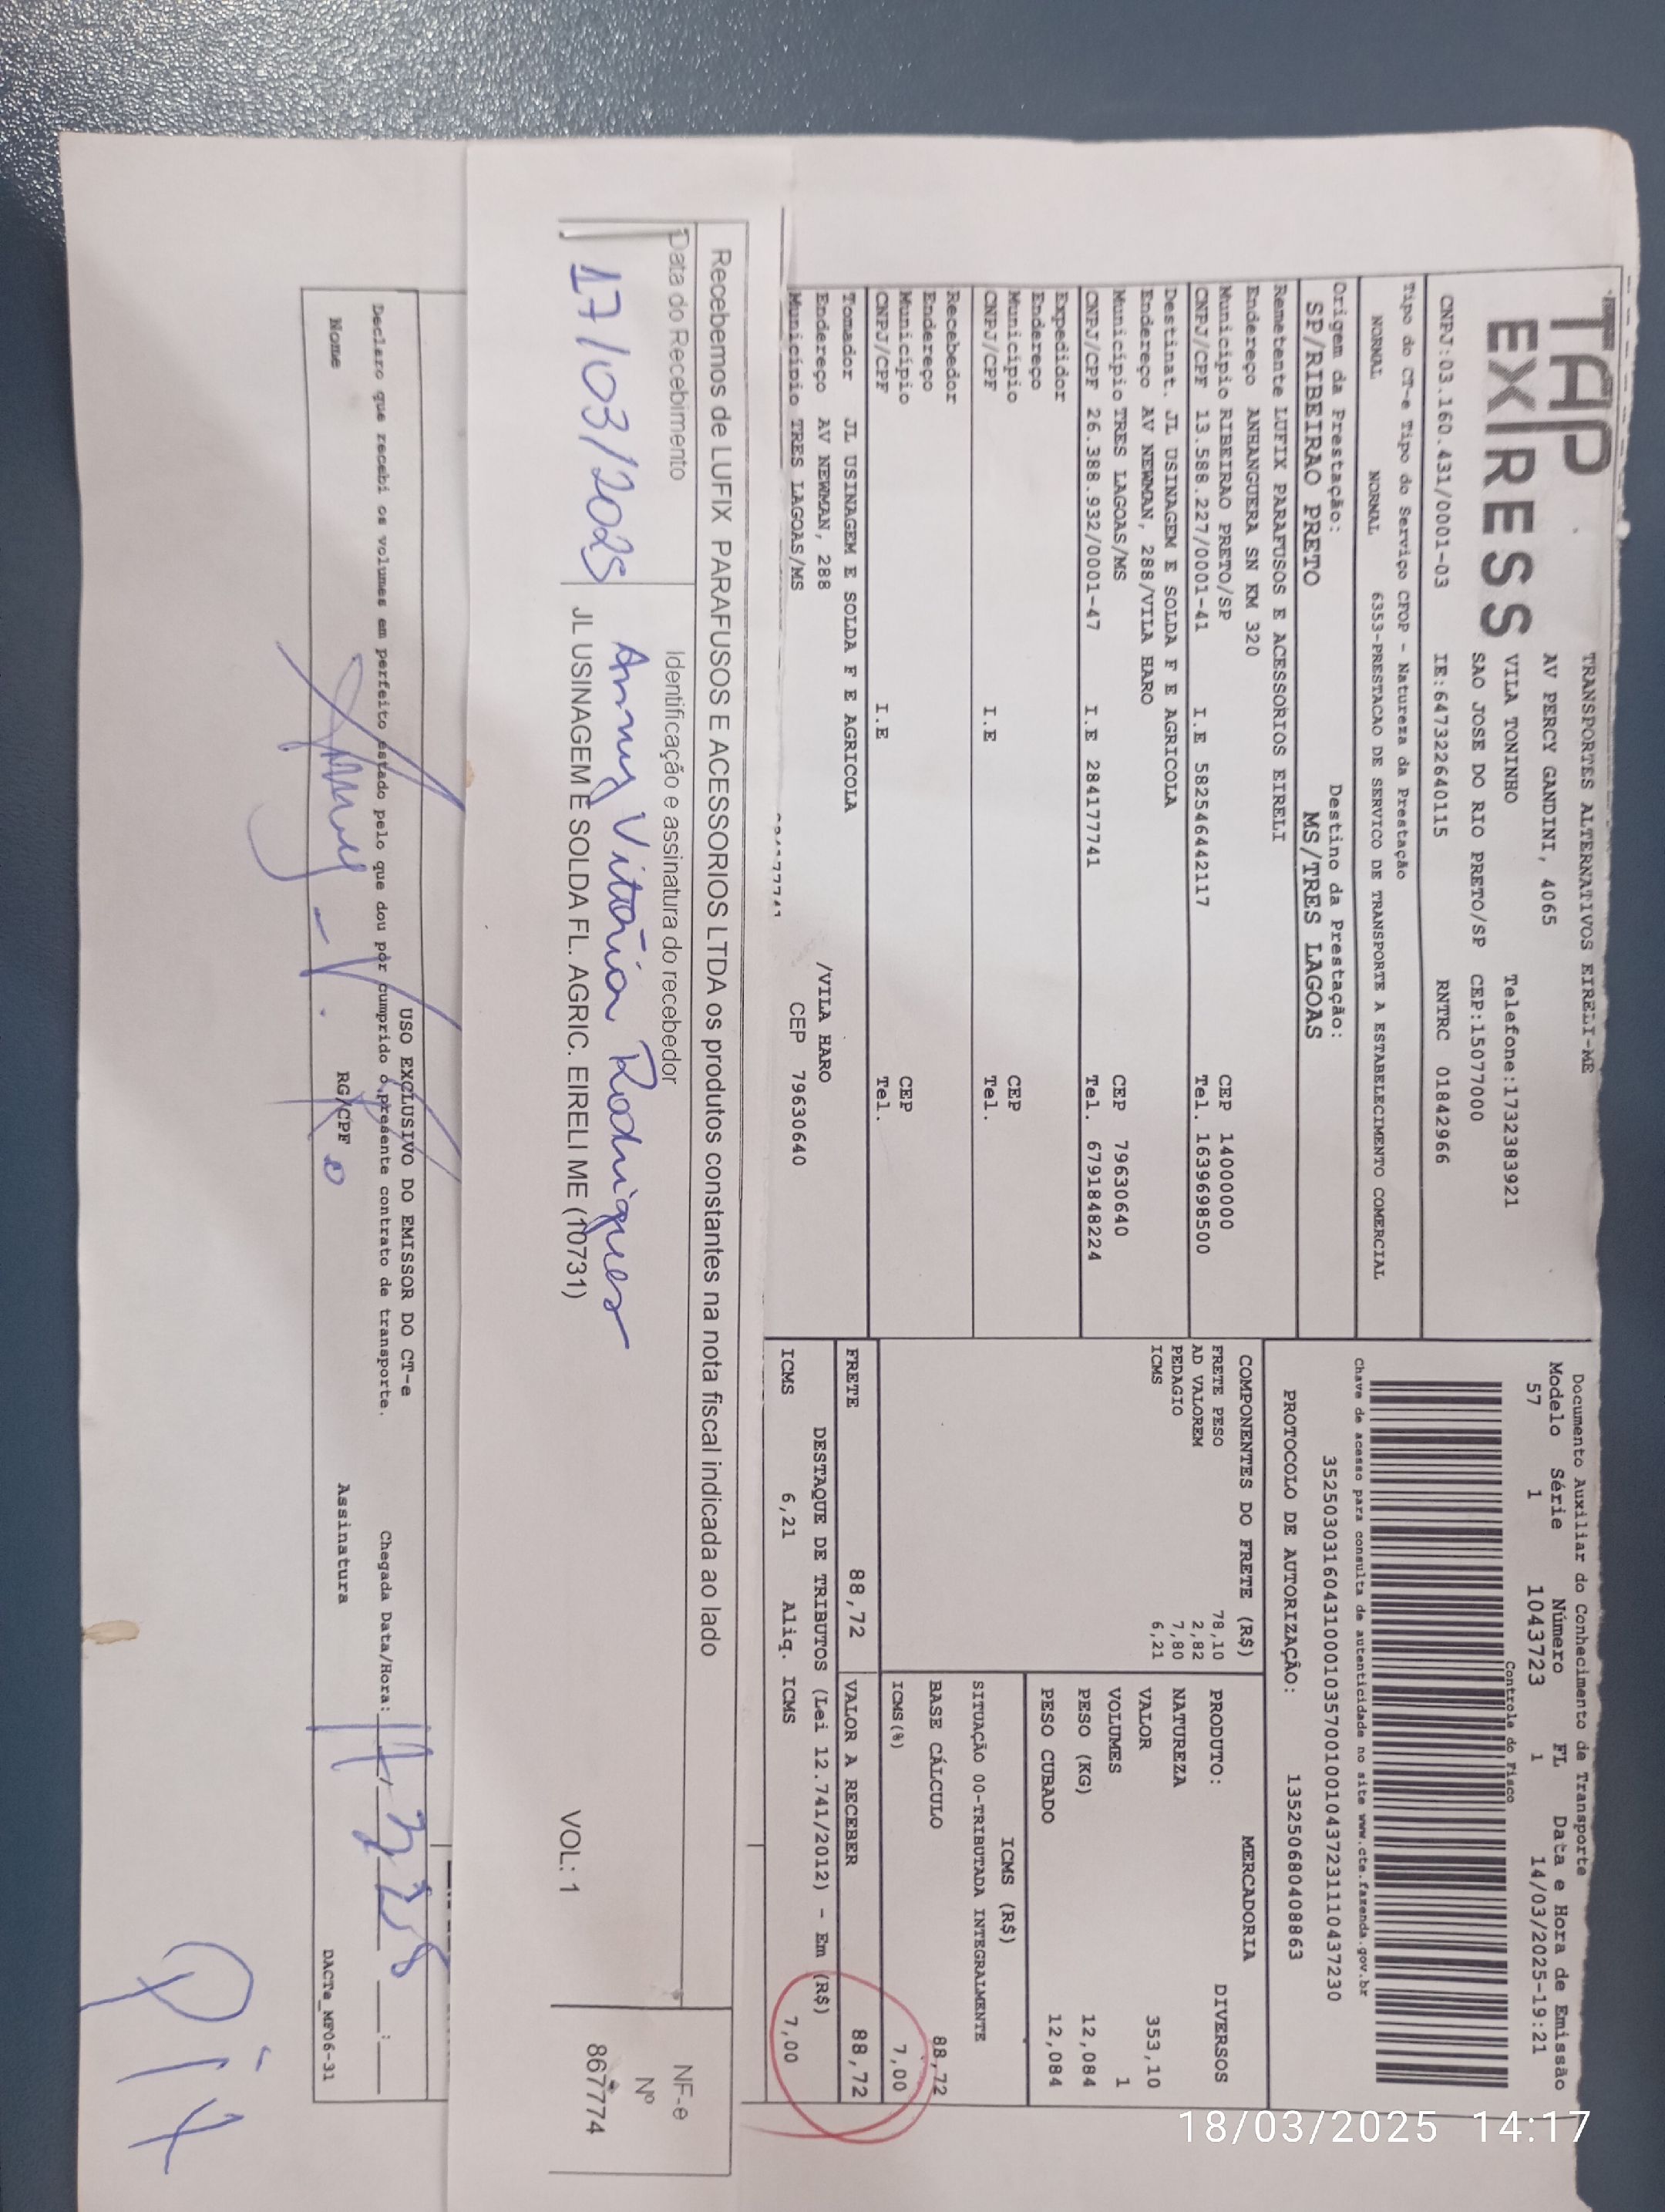 TAP
EXPRESS
TRANSPORTES ALTERNATIVOS EIRELI-ME
AV PERCY GANDINI, 4065
VILA TONINHO Telefone:1732383921
SAO JOSE DO RIO PRETO/SP CEP:15077000
CNPJ:03.160.431/0001-03 IE:647322640115 RNTRC 01842966
Documento Auxiliar do Conhecimento de Transporte
Modelo Série Número FL Data e Hora de Emissão
57 1 1043723 1 14/03/2025-19:21
Controle do Fisco
Chave de acesso para consulta de autenticidade no site www.cte.fazenda.gov.br
35250303160431000103570010010437231110437230
PROTOCOLO DE AUTORIZAÇÃO: 135250680408863
Tipo do CT-e Tipo do Serviço CFOP - Natureza da Prestação
NORMAL NORMAL 6353-PRESTACAO DE SERVICO DE TRANSPORTE A ESTABELECIMENTO COMERCIAL
Origem da Prestação: Destino da Prestação:
SP/RIBEIRAO PRETO MS/TRES LAGOAS
Remetente LUFIX PARAFUSOS E ACESSORIOS EIRELI
Endereço ANHANGUERA SN KM 320
Município RIBEIRAO PRETO/SP CEP 14000000
CNPJ/CPF 13.588.227/0001-41 I.E 582546442117 Tel. 1639698500
Destinat. JL USINAGEM E SOLDA F E AGRICOLA
Endereço AV NEWMAN, 288/VILA HARO
Município TRES LAGOAS/MS CEP 79630640
CNPJ/CPF 26.388.932/0001-47 I.E 284177741 Tel. 6791848224
Expedidor
Endereço
Município CEP
CNPJ/CPF I.E Tel.
Recebedor
Endereço
Município CEP
CNPJ/CPF I.E Tel.
Tomador JL USINAGEM E SOLDA F E AGRICOLA
Endereço AV NEWMAN, 288 /VILA HARO
Município TRES LAGOAS/MS CEP 79630640
COMPONENTES DO FRETE (R$)
FRETE PESO 78,10
AD VALOREM 2,82
PEDAGIO 7,80
ICMS 6,21
MERCADORIA
PRODUTO: DIVERSOS
NATUREZA
VALOR 353,10
VOLUMES 1
PESO (KG) 12,084
PESO CUBADO 12,084
ICMS (R$)
SITUAÇÃO 00-TRIBUTADA INTEGRALMENTE
BASE CÁLCULO 88,72
ICMS(%) 7,00
FRETE 88,72 VALOR A RECEBER 88,72
DESTAQUE DE TRIBUTOS (Lei 12.741/2012) - Em (R$)
ICMS 6,21 Aliq. ICMS 7,00
Recebemos de LUFIX PARAFUSOS E ACESSORIOS LTDA os produtos constantes na nota fiscal indicada ao lado
Data do Recebimento Identificação e assinatura do recebedor
17/03/2025 Anny Vitória Rodrigues
JL USINAGEM E SOLDA FL. AGRIC. EIRELI ME (10731) VOL: 1
NF-e
Nº
867774
USO EXCLUSIVO DO EMISSOR DO CT-e
Declaro que recebi os volumes em perfeito estado pelo que dou por cumprido o presente contrato de transporte. Chegada Data/Hora:
Nome RG/CPF Assinatura
DACTe_MF06-31
Pix
18/03/2025 14:17